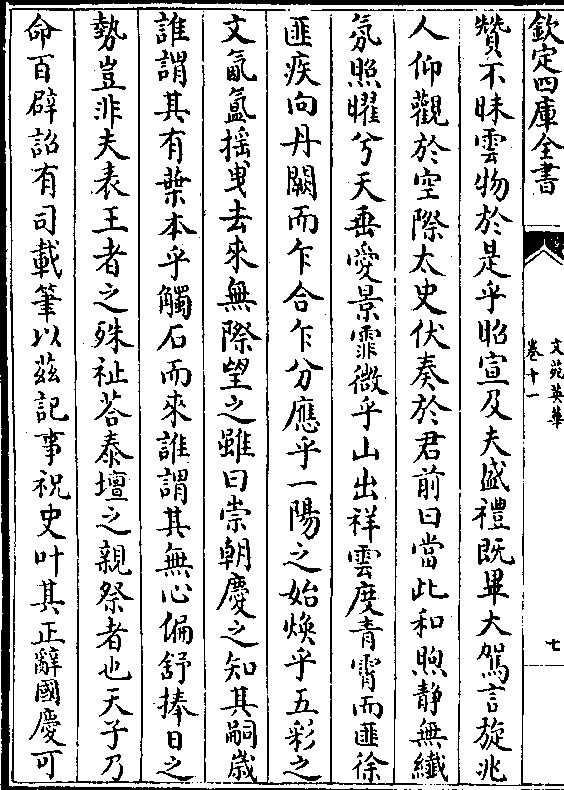 欽定四庫全書
文苑英華
卷十一
七
贊不昧雲物於是乎昭宣及夫盛禮既畢大駕言旋兆
人仰觀於空際太史伏奏於君前曰當此和煦靜無纖
氛照曜兮天垂愛景霏微乎山出祥雲度青霄而匪徐
匪疾向丹闕而乍合乍分應乎一陽之始煥乎五彩之
文氤氳揺曳去來無際望之雖曰崇朝慶之知其嗣歲
誰謂其有葉本乎觸石而來誰謂其無心偏舒捧日之
勢豈非夫表王者之殊祉荅泰壇之親祭者也天子乃
命百辟詔有司載筆以茲記事祝史叶其正辭國慶可